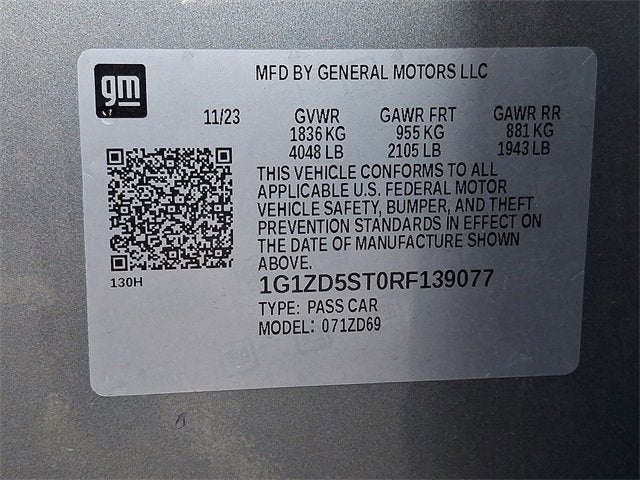 gm
MFD BY GENERAL MOTORS LLC
11/23 GVWR GAWR FRT GAWR RR
1836 KG 955 KG 881 KG
4048 LB 2105 LB 1943 LB
THIS VEHICLE CONFORMS TO ALL
APPLICABLE U.S. FEDERAL MOTOR
VEHICLE SAFETY, BUMPER, AND THEFT
PREVENTION STANDARDS IN EFFECT ON
THE DATE OF MANUFACTURE SHOWN
ABOVE.
130H
1G1ZD5ST0RF139077
TYPE: PASS CAR
MODEL: 071ZD69